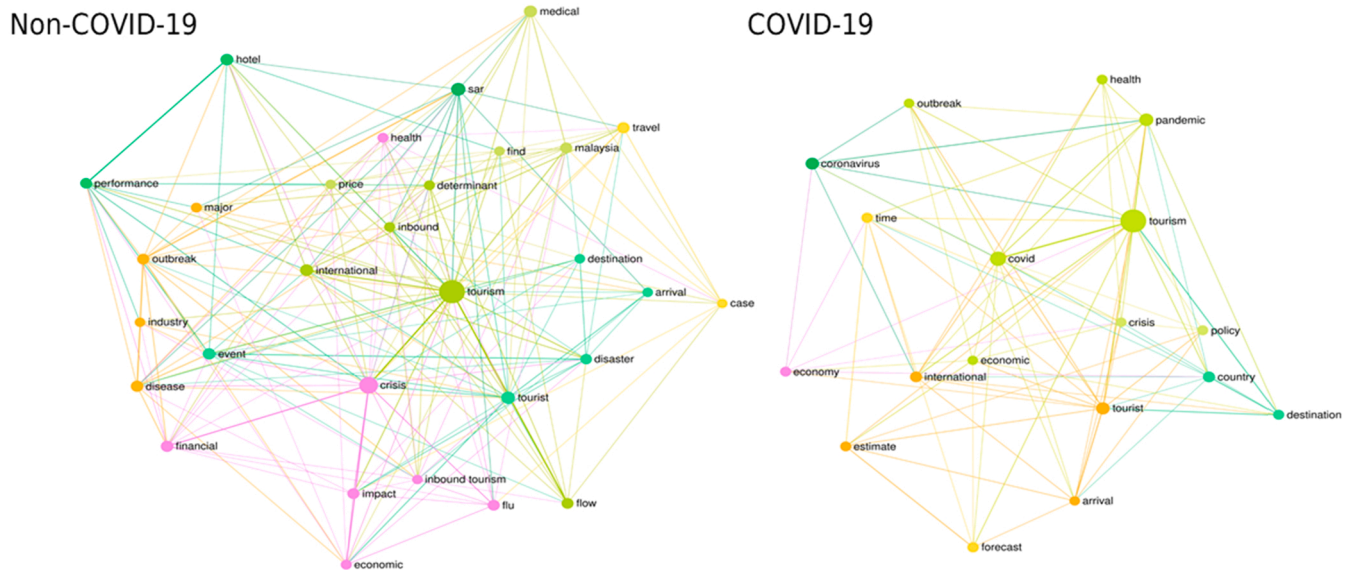 Non-COVID-19
medical
hotel
sar
travel
health
find
malaysia
performance
price
determinant
major
inbound
outbreak
international
destination
tourism
arrival
case
industry
event
disaster
disease
crisis
tourist
financial
inbound tourism
impact
flu
flow
economic
COVID-19
health
outbreak
pandemic
coronavirus
time
tourism
covid
crisis
policy
economic
economy
international
country
tourist
destination
estimate
arrival
forecast